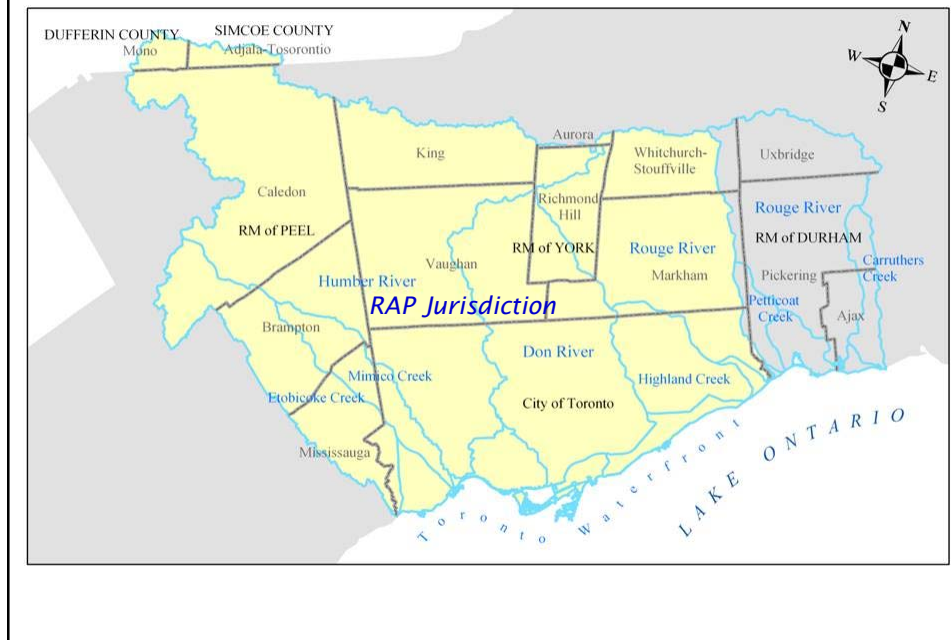 DUFFERIN COUNTY
SIMCOE COUNTY
Mono
Adjala-Tosorontio
N
W
E
S
Aurora
King
Whitchurch-
Stouffville
Uxbridge
Caledon
Richmond
Hill
Rouge River
RM of PEEL
RM of YORK
Rouge River
RM of DURHAM
Vaughan
Carruthers
Creek
Humber River
Markham
Pickering
RAP Jurisdiction
Petticoat
Creek
Ajax
Brampton
Don River
Mimico Creek
Highland Creek
Etobicoke Creek
City of Toronto
Mississauga
Toronto Waterfront
LAKE ONTARIO